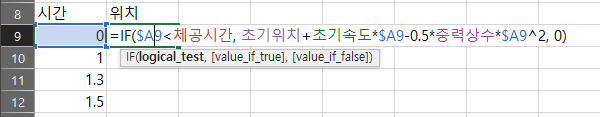 8 시간 위치
9 0 =IF($A9<체공시간, 초기위치+초기속도*$A9-0.5*중력상수*$A9^2, 0)
10 1 IF(logical_test, [value_if_true], [value_if_false])
11 1.3
12 1.5